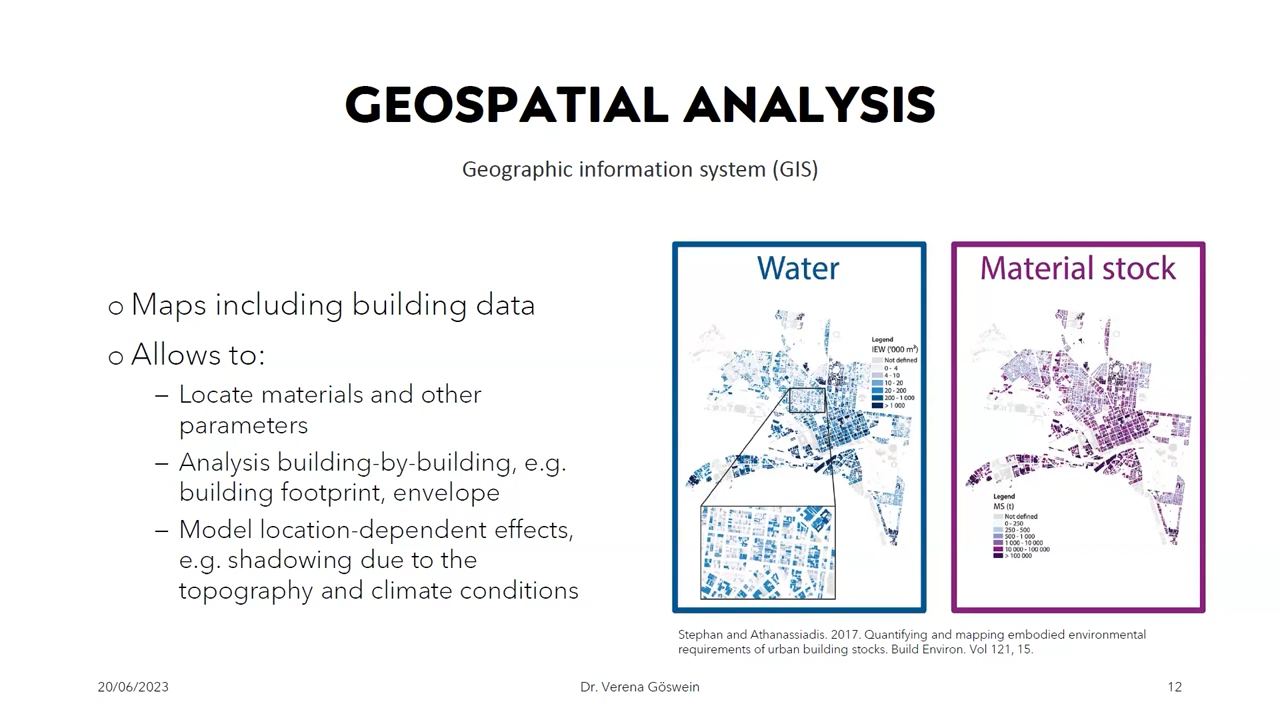 GEOSPATIAL ANALYSIS
Geographic information system (GIS)
o Maps including building data
o Allows to:
– Locate materials and other
parameters
– Analysis building-by-building, e.g.
building footprint, envelope
– Model location-dependent effects,
e.g. shadowing due to the
topography and climate conditions
Water
Legend
IEW ('000 m³)
Not defined
0 - 4
4 - 10
10 - 20
20 - 200
200 - 1 000
> 1 000
Material stock
Legend
MS (t)
Not defined
0 - 250
250 - 500
500 - 1 000
1 000 - 10 000
10 000 - 100 000
> 100 000
Stephan and Athanassiadis. 2017. Quantifying and mapping embodied environmental
requirements of urban building stocks. Build Environ. Vol 121, 15.
20/06/2023
Dr. Verena Göswein
12